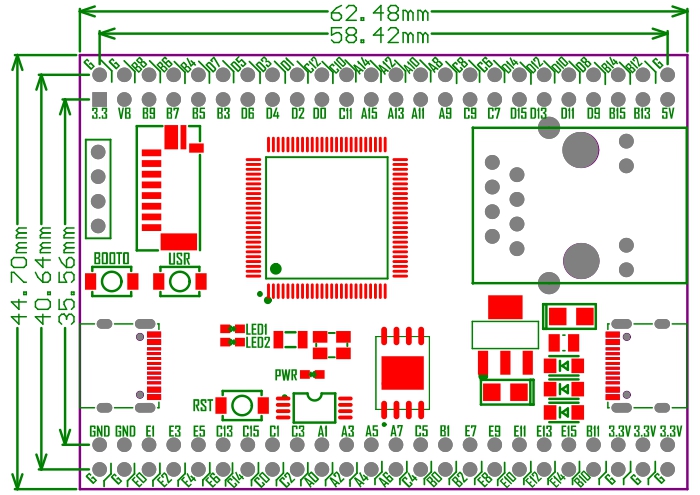 62.48mm
58.42mm
G G B8 B6 B4 D7 D5 D3 D1 C12 C10 A14 A12 A10 A8 C8 C6 D14 D12 D10 D8 B14 B12 G
3.3 VB B9 B7 B5 B3 D6 D4 D2 D0 C11 A15 A13 A11 A9 C9 C7 D15 D13 D11 D9 B15 B13 5V
44.70mm
40.64mm
35.56mm
BOOT0 USR
LED1
LED2
PWR
RST
GND GND E1 E3 E5 C13 C15 C1 C3 A1 A3 A5 A7 C5 B1 E7 E9 E11 E13 E15 B11 3.3V 3.3V 3.3V
G G E0 E2 E4 E6 C14 C0 C2 A0 A2 A4 A6 C4 B0 B2 E8 E10 E12 E14 B10 G G G